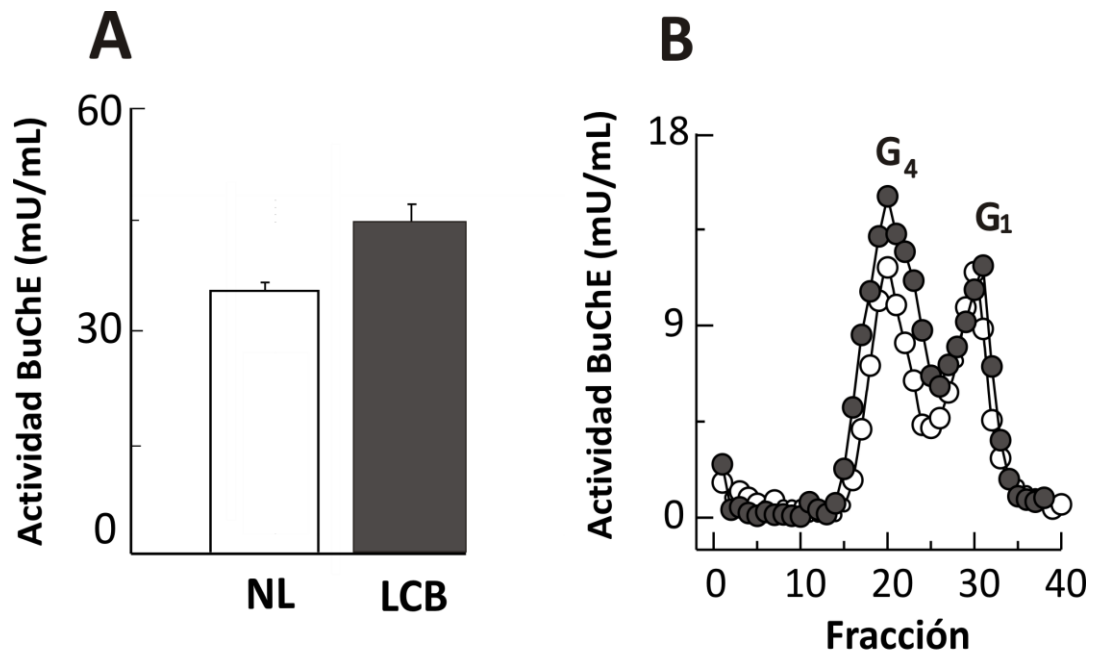 A
Actividad BuChE (mU/mL)
60
30
0
NL
LCB
B
Actividad BuChE (mU/mL)
18
9
0
G4
G1
0 10 20 30 40
Fracción